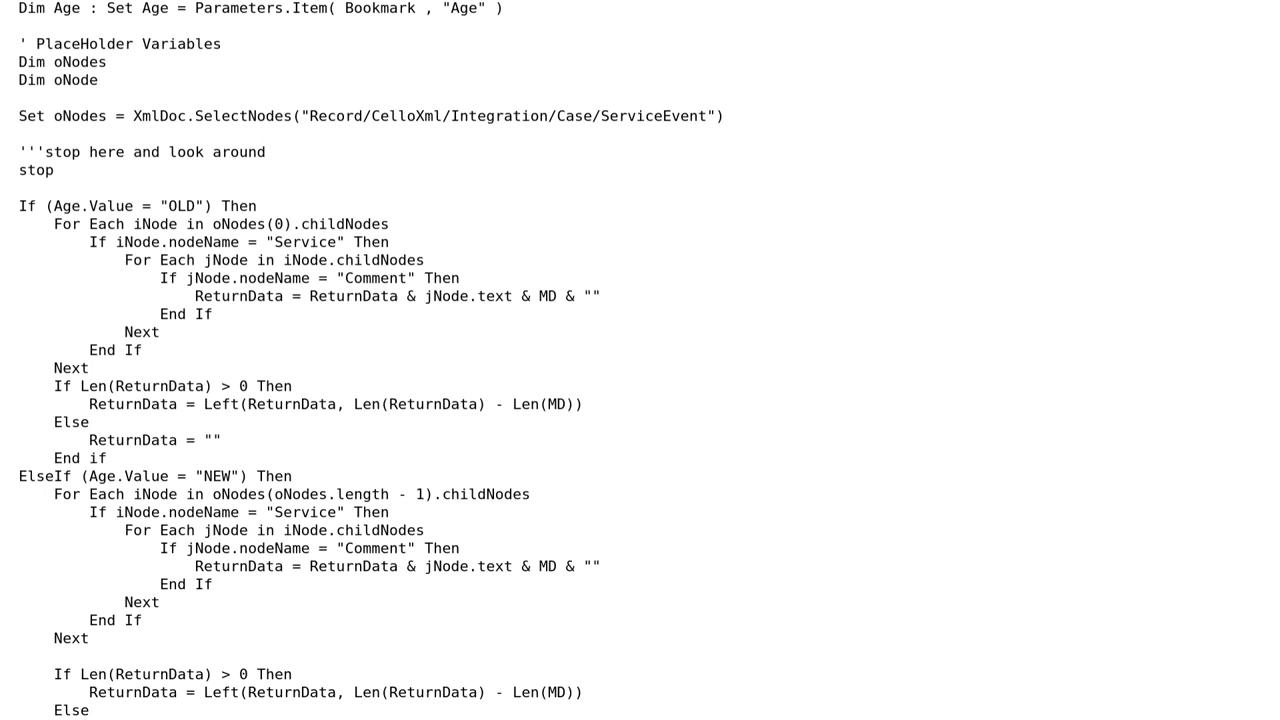 Dim Age : Set Age = Parameters.Item( Bookmark , "Age" )
' PlaceHolder Variables
Dim oNodes
Dim oNode
Set oNodes = XmlDoc.SelectNodes("Record/CelloXml/Integration/Case/ServiceEvent")
'''stop here and look around
stop
If (Age.Value = "OLD") Then
For Each iNode in oNodes(0).childNodes
If iNode.nodeName = "Service" Then
For Each jNode in iNode.childNodes
If jNode.nodeName = "Comment" Then
ReturnData = ReturnData & jNode.text & MD & ""
End If
Next
End If
Next
If Len(ReturnData) > 0 Then
ReturnData = Left(ReturnData, Len(ReturnData) - Len(MD))
Else
ReturnData = ""
End if
ElseIf (Age.Value = "NEW") Then
For Each iNode in oNodes(oNodes.length - 1).childNodes
If iNode.nodeName = "Service" Then
For Each jNode in iNode.childNodes
If jNode.nodeName = "Comment" Then
ReturnData = ReturnData & jNode.text & MD & ""
End If
Next
End If
Next
If Len(ReturnData) > 0 Then
ReturnData = Left(ReturnData, Len(ReturnData) - Len(MD))
Else